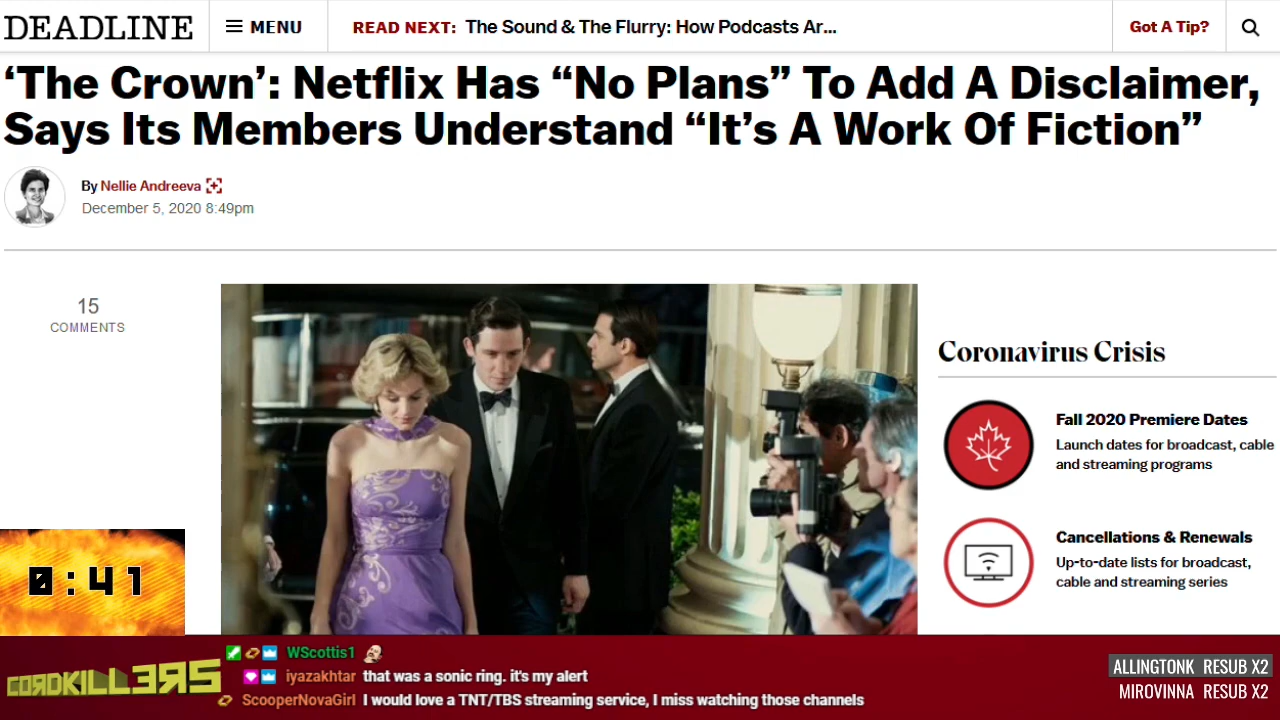 DEADLINE
MENU
READ NEXT: The Sound & The Flurry: How Podcasts Ar...
Got A Tip?
‘The Crown’: Netflix Has “No Plans” To Add A Disclaimer,
Says Its Members Understand “It’s A Work Of Fiction”
By Nellie Andreeva
December 5, 2020 8:49pm
15
COMMENTS
Coronavirus Crisis
Fall 2020 Premiere Dates
Launch dates for broadcast, cable
and streaming programs
Cancellations & Renewals
Up-to-date lists for broadcast,
cable and streaming series
0:41
CORDKILLERS
WScottis1
iyazakhtar that was a sonic ring. it's my alert
ScooperNovaGirl I would love a TNT/TBS streaming service, I miss watching those channels
ALLINGTONK RESUB X2
MIROVINNA RESUB X2